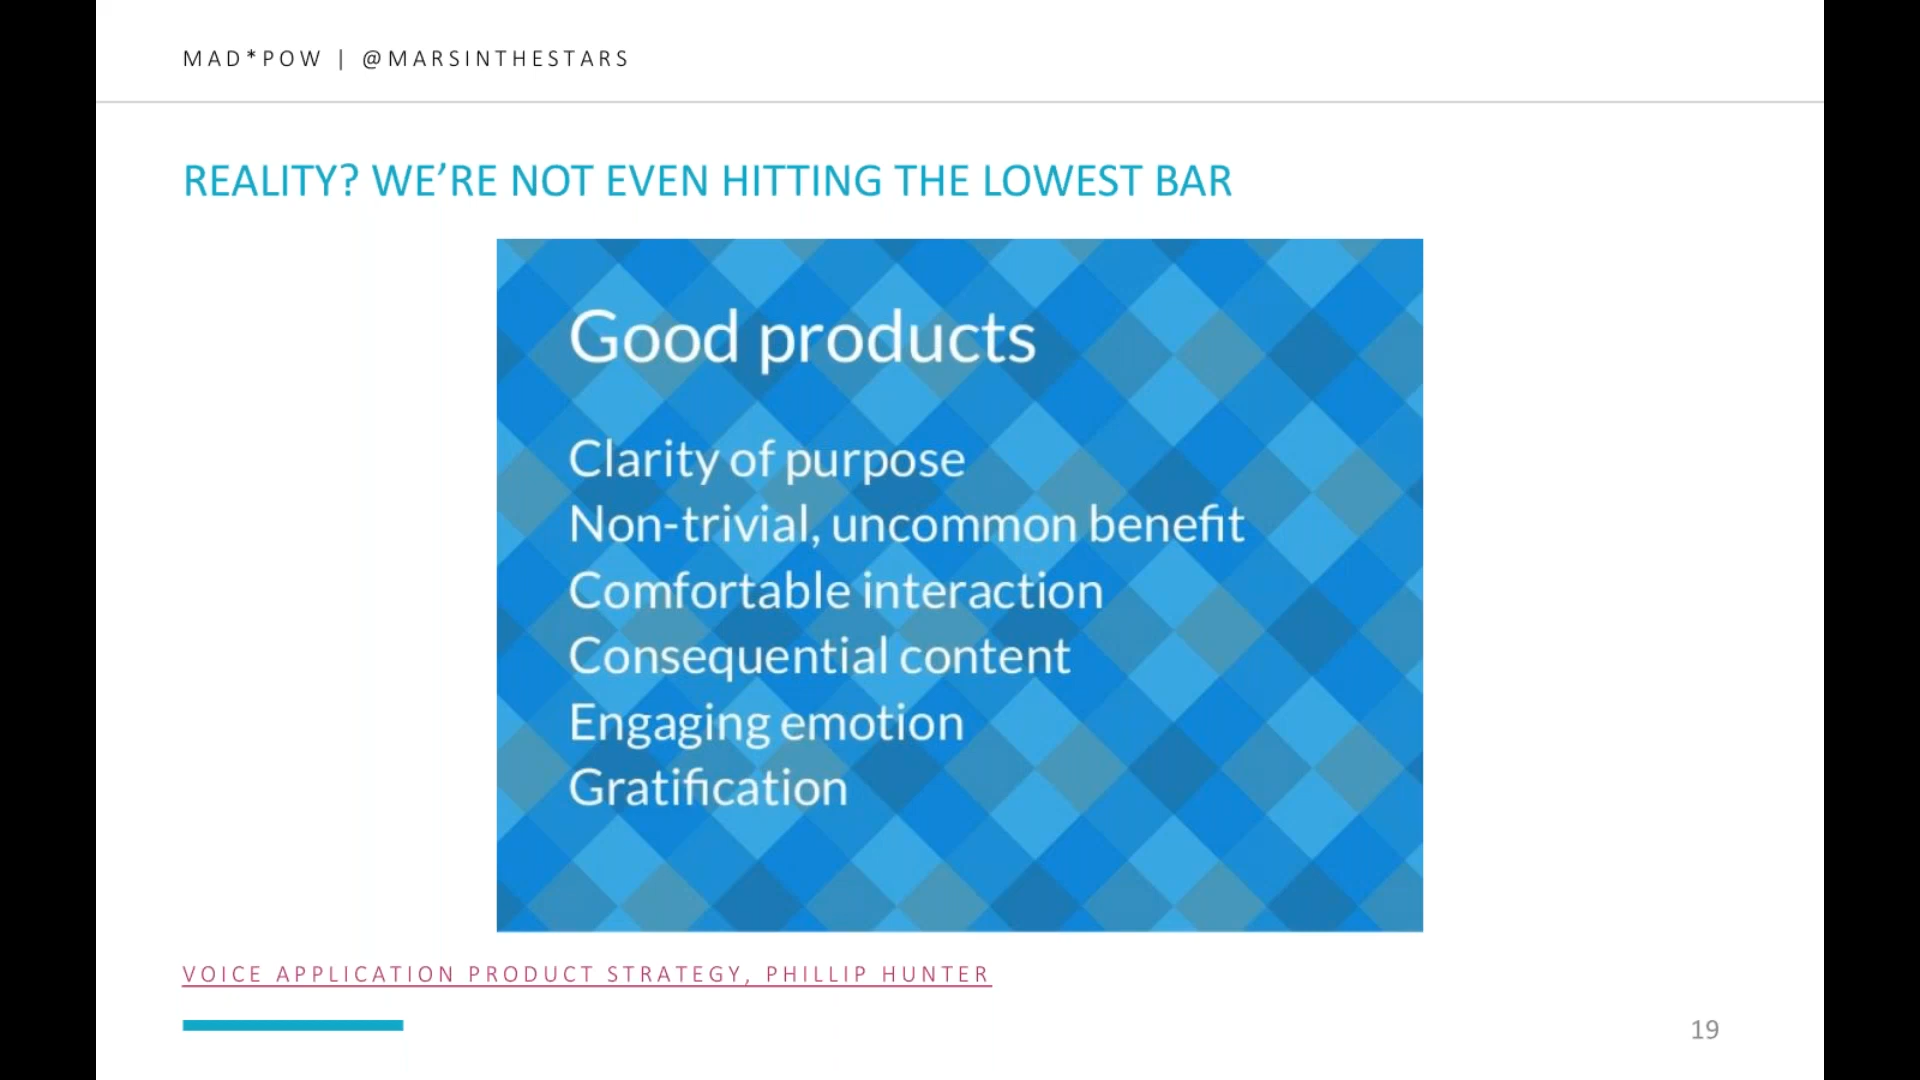 MAD*POW | @MARSINTHESTARS
REALITY? WE’RE NOT EVEN HITTING THE LOWEST BAR
Good products
Clarity of purpose
Non-trivial, uncommon benefit
Comfortable interaction
Consequential content
Engaging emotion
Gratification
VOICE APPLICATION PRODUCT STRATEGY, PHILLIP HUNTER
19